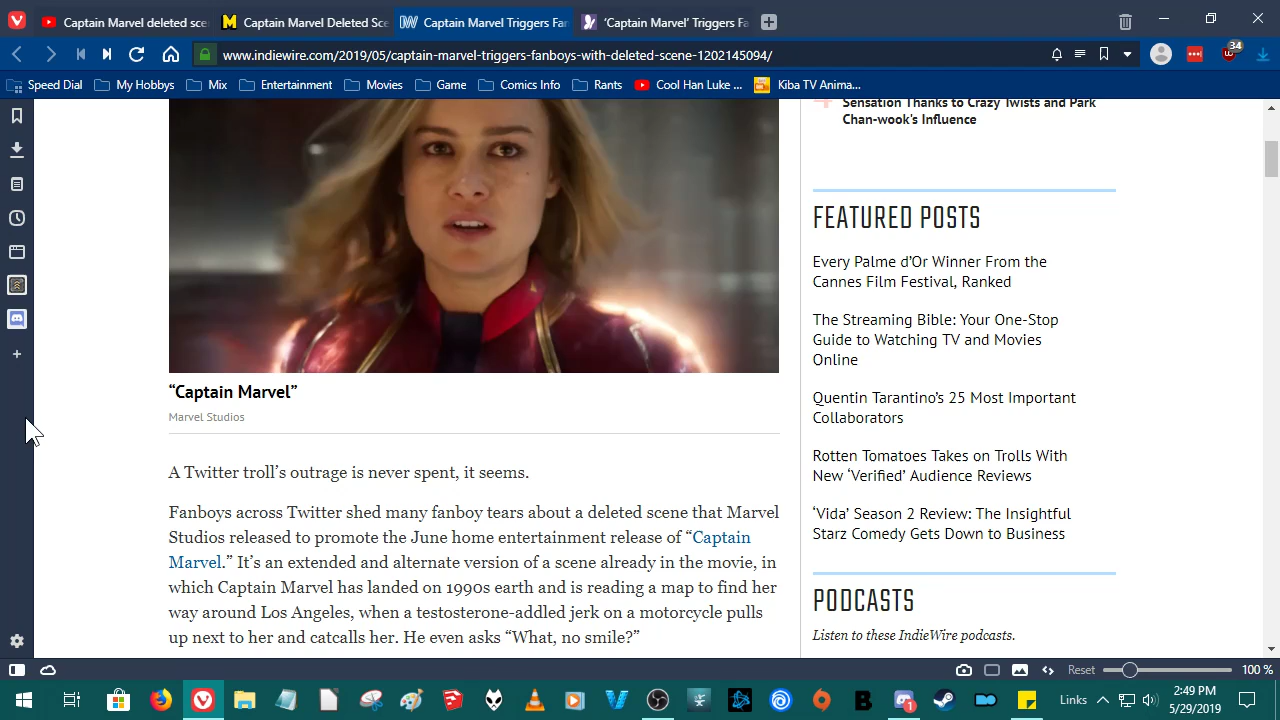 Captain Marvel deleted sce
Captain Marvel Deleted Sce
Captain Marvel Triggers Fan
'Captain Marvel' Triggers Fa
www.indiewire.com/2019/05/captain-marvel-triggers-fanboys-with-deleted-scene-1202145094/
34
Speed Dial
My Hobby
Mix
Entertainment
Movies
Game
Comics Info
Rants
Cool Han Luke ...
Kiba TV Anima...
Sensation Thanks to Crazy Twists and Park
Chan-wook's Influence
“Captain Marvel”
Marvel Studios
A Twitter troll’s outrage is never spent, it seems.
Fanboys across Twitter shed many fanboy tears about a deleted scene that Marvel
Studios released to promote the June home entertainment release of “Captain
Marvel.” It’s an extended and alternate version of a scene already in the movie, in
which Captain Marvel has landed on 1990s earth and is reading a map to find her
way around Los Angeles, when a testosterone-addled jerk on a motorcycle pulls
up next to her and catcalls her. He even asks “What, no smile?”
FEATURED POSTS
Every Palme d’Or Winner From the
Cannes Film Festival, Ranked
The Streaming Bible: Your One-Stop
Guide to Watching TV and Movies
Online
Quentin Tarantino’s 25 Most Important
Collaborators
Rotten Tomatoes Takes on Trolls With
New ‘Verified’ Audience Reviews
‘Vida’ Season 2 Review: The Insightful
Starz Comedy Gets Down to Business
PODCASTS
Listen to these IndieWire podcasts.
Reset
100 %
Links
2:49 PM
5/29/2019